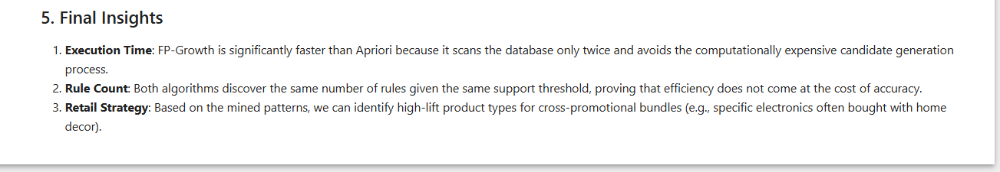 5. Final Insights
1. Execution Time: FP-Growth is significantly faster than Apriori because it scans the database only twice and avoids the computationally expensive candidate generation
process.
2. Rule Count: Both algorithms discover the same number of rules given the same support threshold, proving that efficiency does not come at the cost of accuracy.
3. Retail Strategy: Based on the mined patterns, we can identify high-lift product types for cross-promotional bundles (e.g., specific electronics often bought with home
decor).